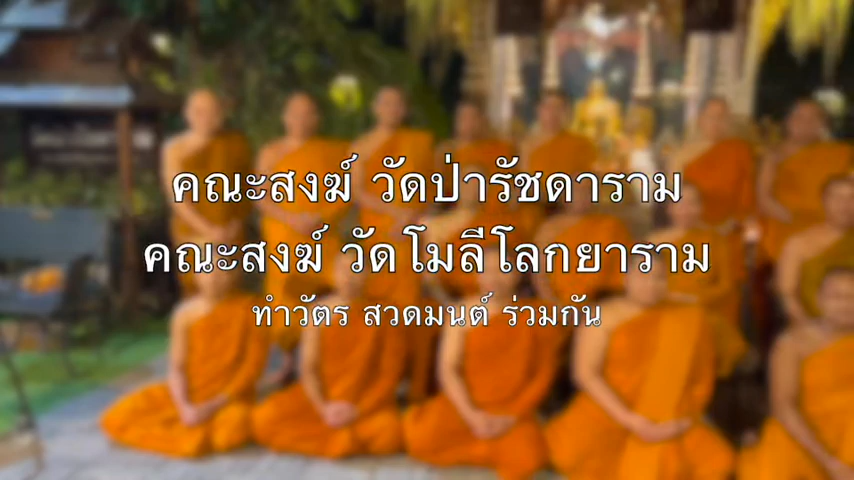 คณะสงฆ์ วัดป่ารัชดาราม
คณะสงฆ์ วัดโมลีโลกยาราม
ทำวัตร สวดมนต์ ร่วมกัน